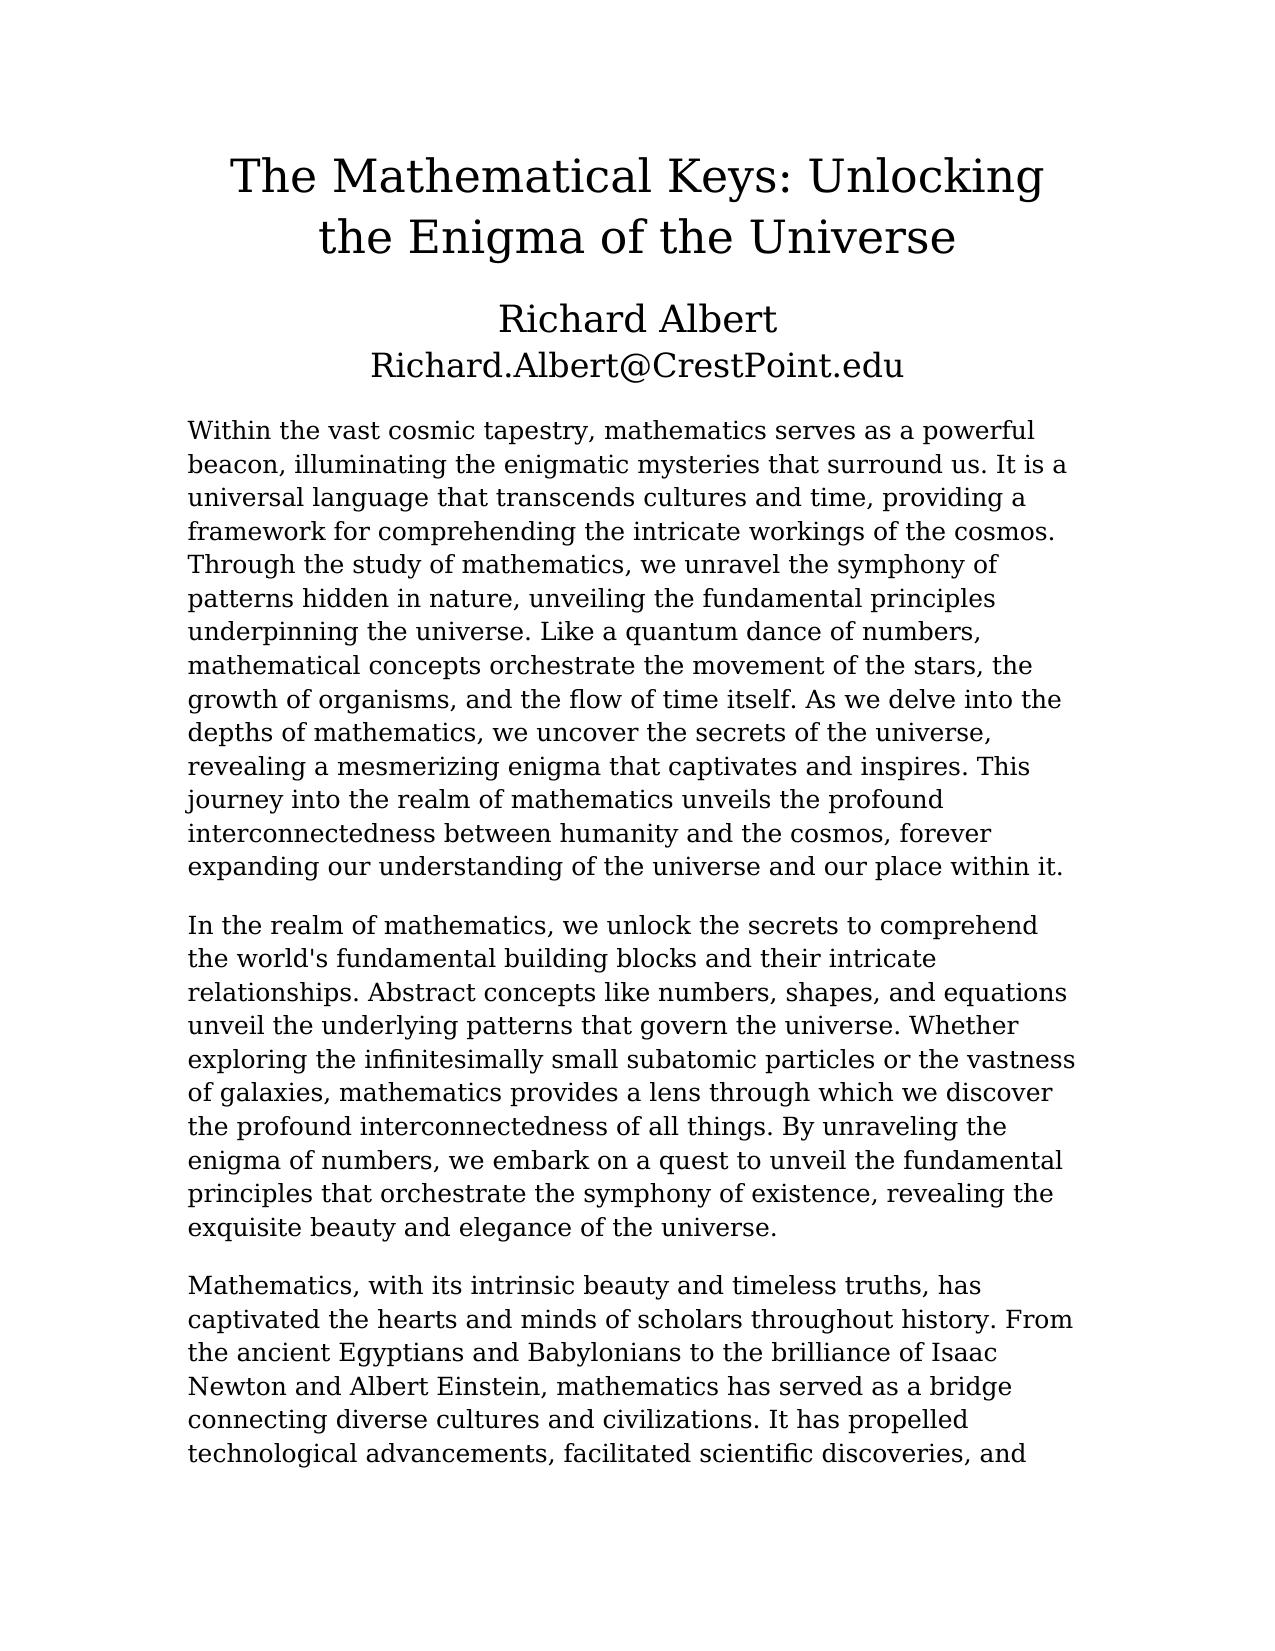 The Mathematical Keys: Unlocking
the Enigma of the Universe
Richard Albert
Richard.Albert@CrestPoint.edu
Within the vast cosmic tapestry, mathematics serves as a powerful
beacon, illuminating the enigmatic mysteries that surround us. It is a
universal language that transcends cultures and time, providing a
framework for comprehending the intricate workings of the cosmos.
Through the study of mathematics, we unravel the symphony of
patterns hidden in nature, unveiling the fundamental principles
underpinning the universe. Like a quantum dance of numbers,
mathematical concepts orchestrate the movement of the stars, the
growth of organisms, and the flow of time itself. As we delve into the
depths of mathematics, we uncover the secrets of the universe,
revealing a mesmerizing enigma that captivates and inspires. This
journey into the realm of mathematics unveils the profound
interconnectedness between humanity and the cosmos, forever
expanding our understanding of the universe and our place within it.
In the realm of mathematics, we unlock the secrets to comprehend
the world's fundamental building blocks and their intricate
relationships. Abstract concepts like numbers, shapes, and equations
unveil the underlying patterns that govern the universe. Whether
exploring the infinitesimally small subatomic particles or the vastness
of galaxies, mathematics provides a lens through which we discover
the profound interconnectedness of all things. By unraveling the
enigma of numbers, we embark on a quest to unveil the fundamental
principles that orchestrate the symphony of existence, revealing the
exquisite beauty and elegance of the universe.
Mathematics, with its intrinsic beauty and timeless truths, has
captivated the hearts and minds of scholars throughout history. From
the ancient Egyptians and Babylonians to the brilliance of Isaac
Newton and Albert Einstein, mathematics has served as a bridge
connecting diverse cultures and civilizations. It has propelled
technological advancements, facilitated scientific discoveries, and